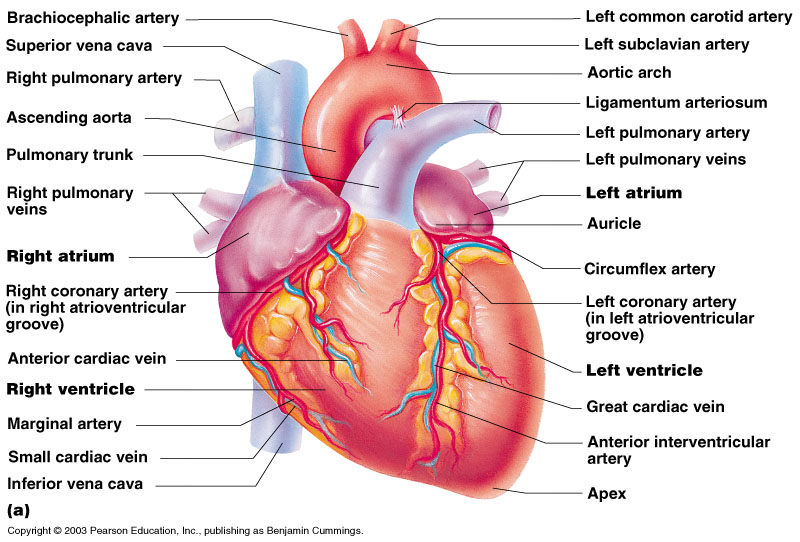 Brachiocephalic artery
Superior vena cava
Right pulmonary artery
Ascending aorta
Pulmonary trunk
Right pulmonary
veins
Right atrium
Right coronary artery
(in right atrioventricular
groove)
Anterior cardiac vein
Right ventricle
Marginal artery
Small cardiac vein
Inferior vena cava
Left common carotid artery
Left subclavian artery
Aortic arch
Ligamentum arteriosum
Left pulmonary artery
Left pulmonary veins
Left atrium
Auricle
Circumflex artery
Left coronary artery
(in left atrioventricular
groove)
Left ventricle
Great cardiac vein
Anterior interventricular
artery
Apex
(a)
Copyright © 2003 Pearson Education, Inc., publishing as Benjamin Cummings.